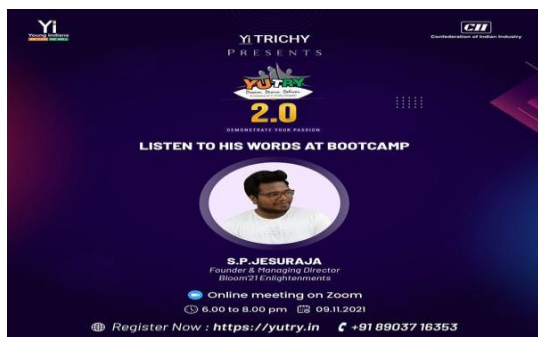 Yi
Young Indians
CII
Confederation of Indian Industry
Yi TRICHY
PRESENTS
YUTRY
2.0
DEMONSTRATE YOUR PASSION
LISTEN TO HIS WORDS AT BOOTCAMP
S.P.JESURAJA
Founder & Managing Director
Bloom'21 Enlightenments
Online meeting on Zoom
6.00 to 8.00 pm 09.11.2021
Register Now : https://yutry.in +91 89037 16353